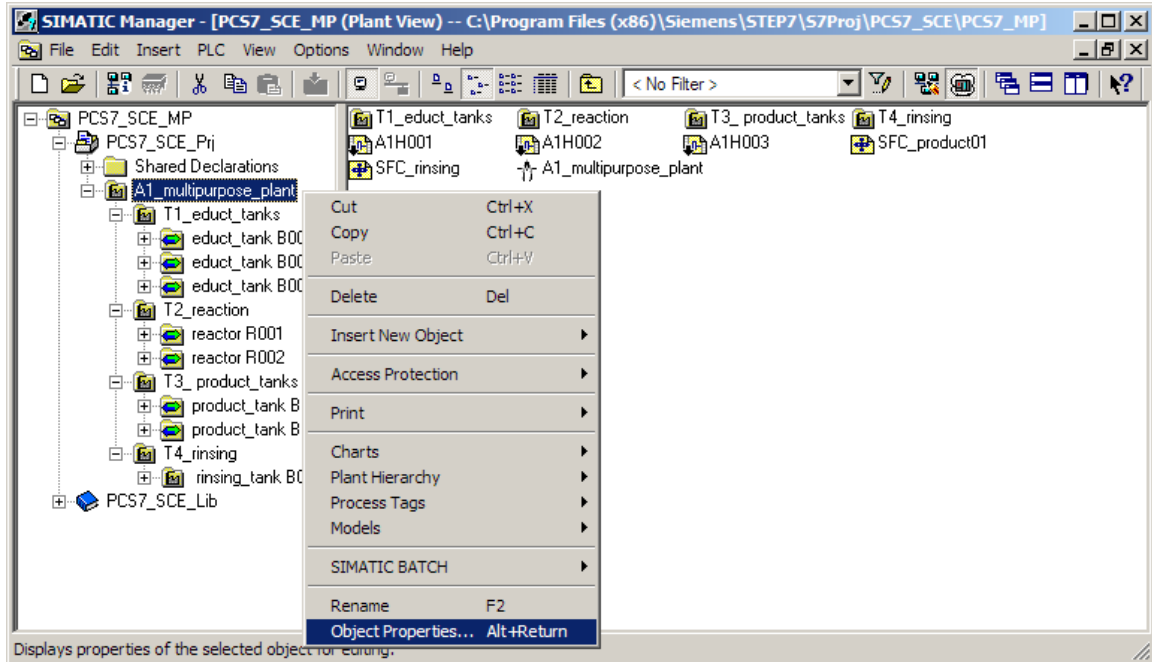 SIMATIC Manager - [PCS7_SCE_MP (Plant View) -- C:\Program Files (x86)\Siemens\STEP7\S7Proj\PCS7_SCE\PCS7_MP]
File Edit Insert PLC View Options Window Help
< No Filter >
PCS7_SCE_MP
PCS7_SCE_Prj
Shared Declarations
A1_multipurpose_plant
T1_educt_tanks
educt_tank B00
educt_tank B00
educt_tank B00
T2_reaction
reactor R001
reactor R002
T3_ product_tanks
product_tank B
product_tank B
T4_rinsing
rinsing_tank B0
PCS7_SCE_Lib
T1_educt_tanks T2_reaction T3_ product_tanks T4_rinsing
A1H001 A1H002 A1H003 SFC_product01
SFC_rinsing A1_multipurpose_plant
Cut Ctrl+X
Copy Ctrl+C
Paste Ctrl+V
Delete Del
Insert New Object
Access Protection
Print
Charts
Plant Hierarchy
Process Tags
Models
SIMATIC BATCH
Rename F2
Object Properties... Alt+Return
Displays properties of the selected object for editing.